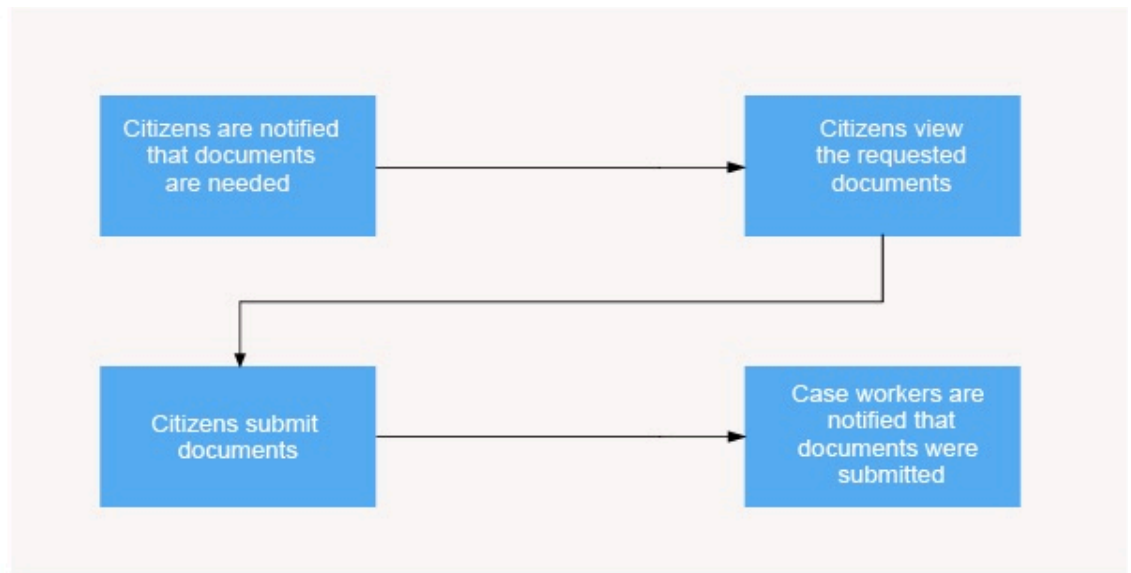 Citizens are notified
that documents
are needed
Citizens view
the requested
documents
Citizens submit
documents
Case workers are
notified that
documents were
submitted